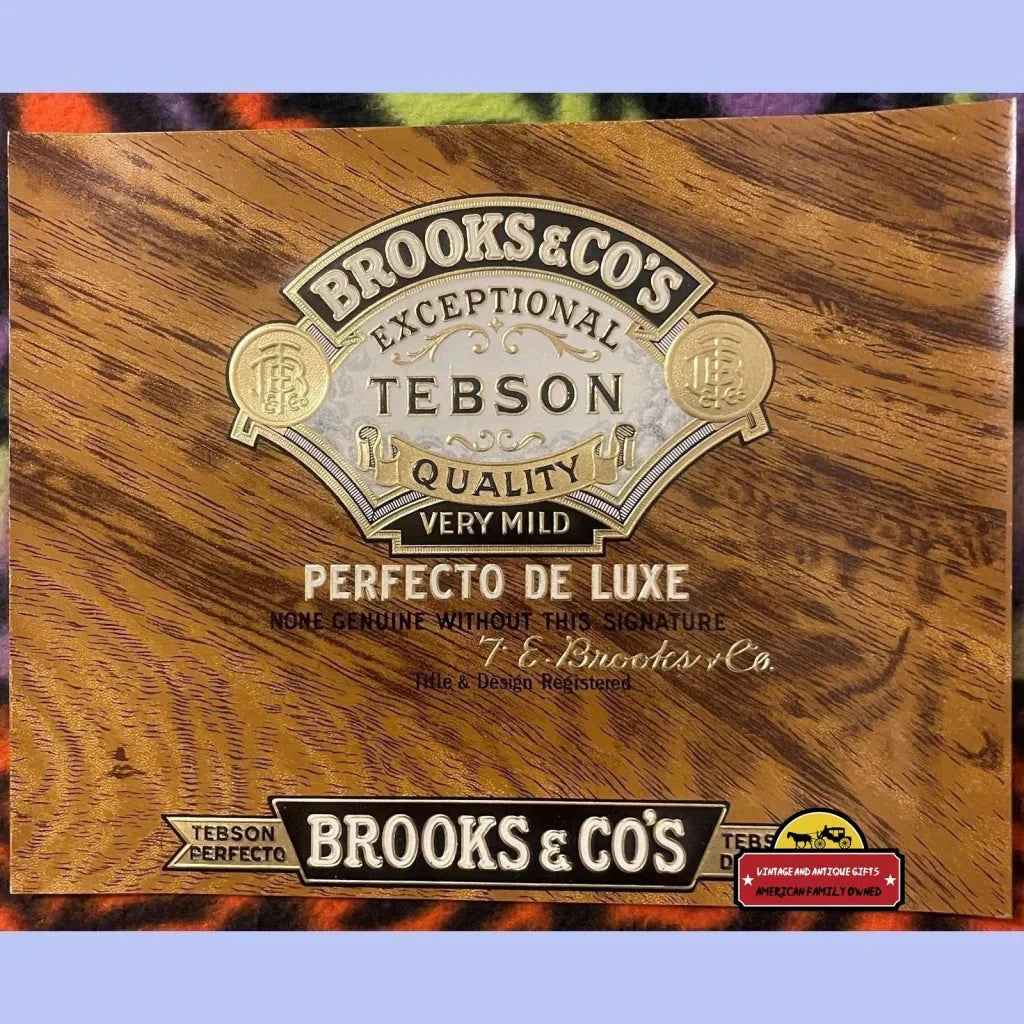 BROOKS & CO'S
EXCEPTIONAL
TEBSON
QUALITY
VERY MILD
PERFECTO DE LUXE
NONE GENUINE WITHOUT THIS SIGNATURE
T. E. Brooks & Co.
Title & Design Registered
TEBSON
PERFECTO
BROOKS & CO'S
VINTAGE AND ANTIQUE GIFTS
AMERICAN FAMILY OWNED